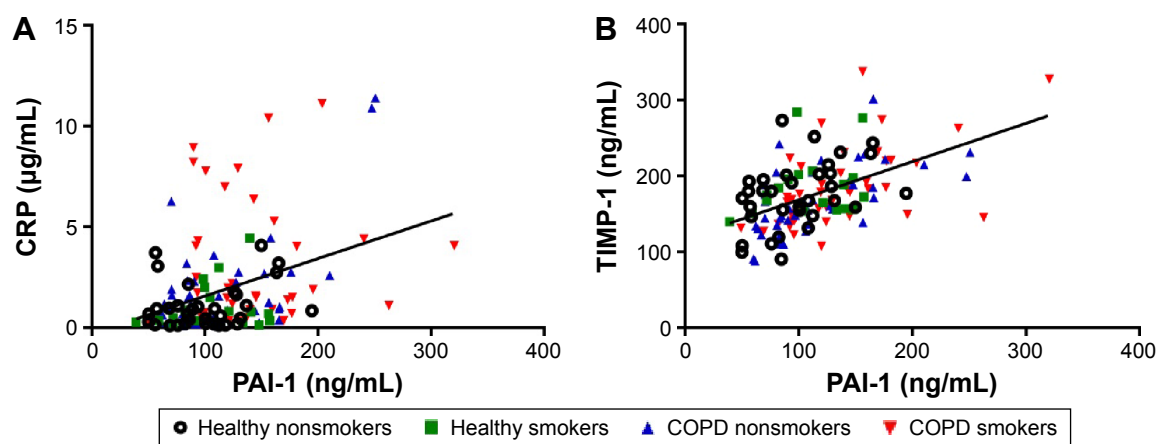 A
B
15
10
5
0
CRP (µg/mL)
0 100 200 300 400
PAI-1 (ng/mL)
400
300
200
100
0
TIMP-1 (ng/mL)
0 100 200 300 400
PAI-1 (ng/mL)
Healthy nonsmokers Healthy smokers COPD nonsmokers COPD smokers